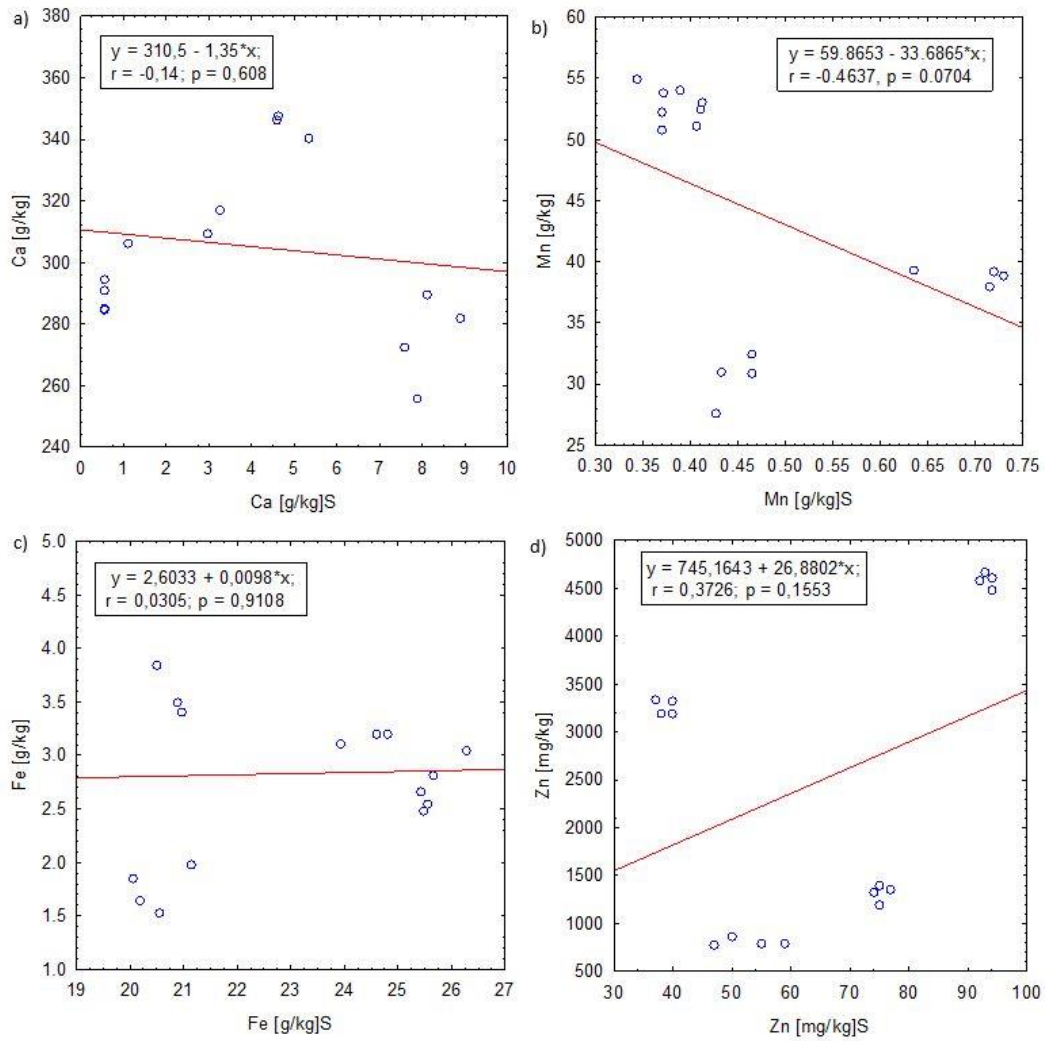 a)
y = 310,5 - 1,35*x;
r = -0,14; p = 0,608
380
360
340
320
300
280
260
240
Ca [g/kg]
0 1 2 3 4 5 6 7 8 9 10
Ca [g/kg]S
b)
y = 59.8653 - 33.6865*x;
r = -0.4637, p = 0.0704
60
55
50
45
40
35
30
25
Mn [g/kg]
0.30 0.35 0.40 0.45 0.50 0.55 0.60 0.65 0.70 0.75
Mn [g/kg]S
c)
y = 2,6033 + 0,0098*x;
r = 0,0305; p = 0,9108
5.0
4.5
4.0
3.5
3.0
2.5
2.0
1.5
1.0
Fe [g/kg]
19 20 21 22 23 24 25 26 27
Fe [g/kg]S
d)
y = 745,1643 + 26,8802*x;
r = 0,3726; p = 0,1553
5000
4500
4000
3500
3000
2500
2000
1500
1000
500
Zn [mg/kg]
30 40 50 60 70 80 90 100
Zn [mg/kg]S